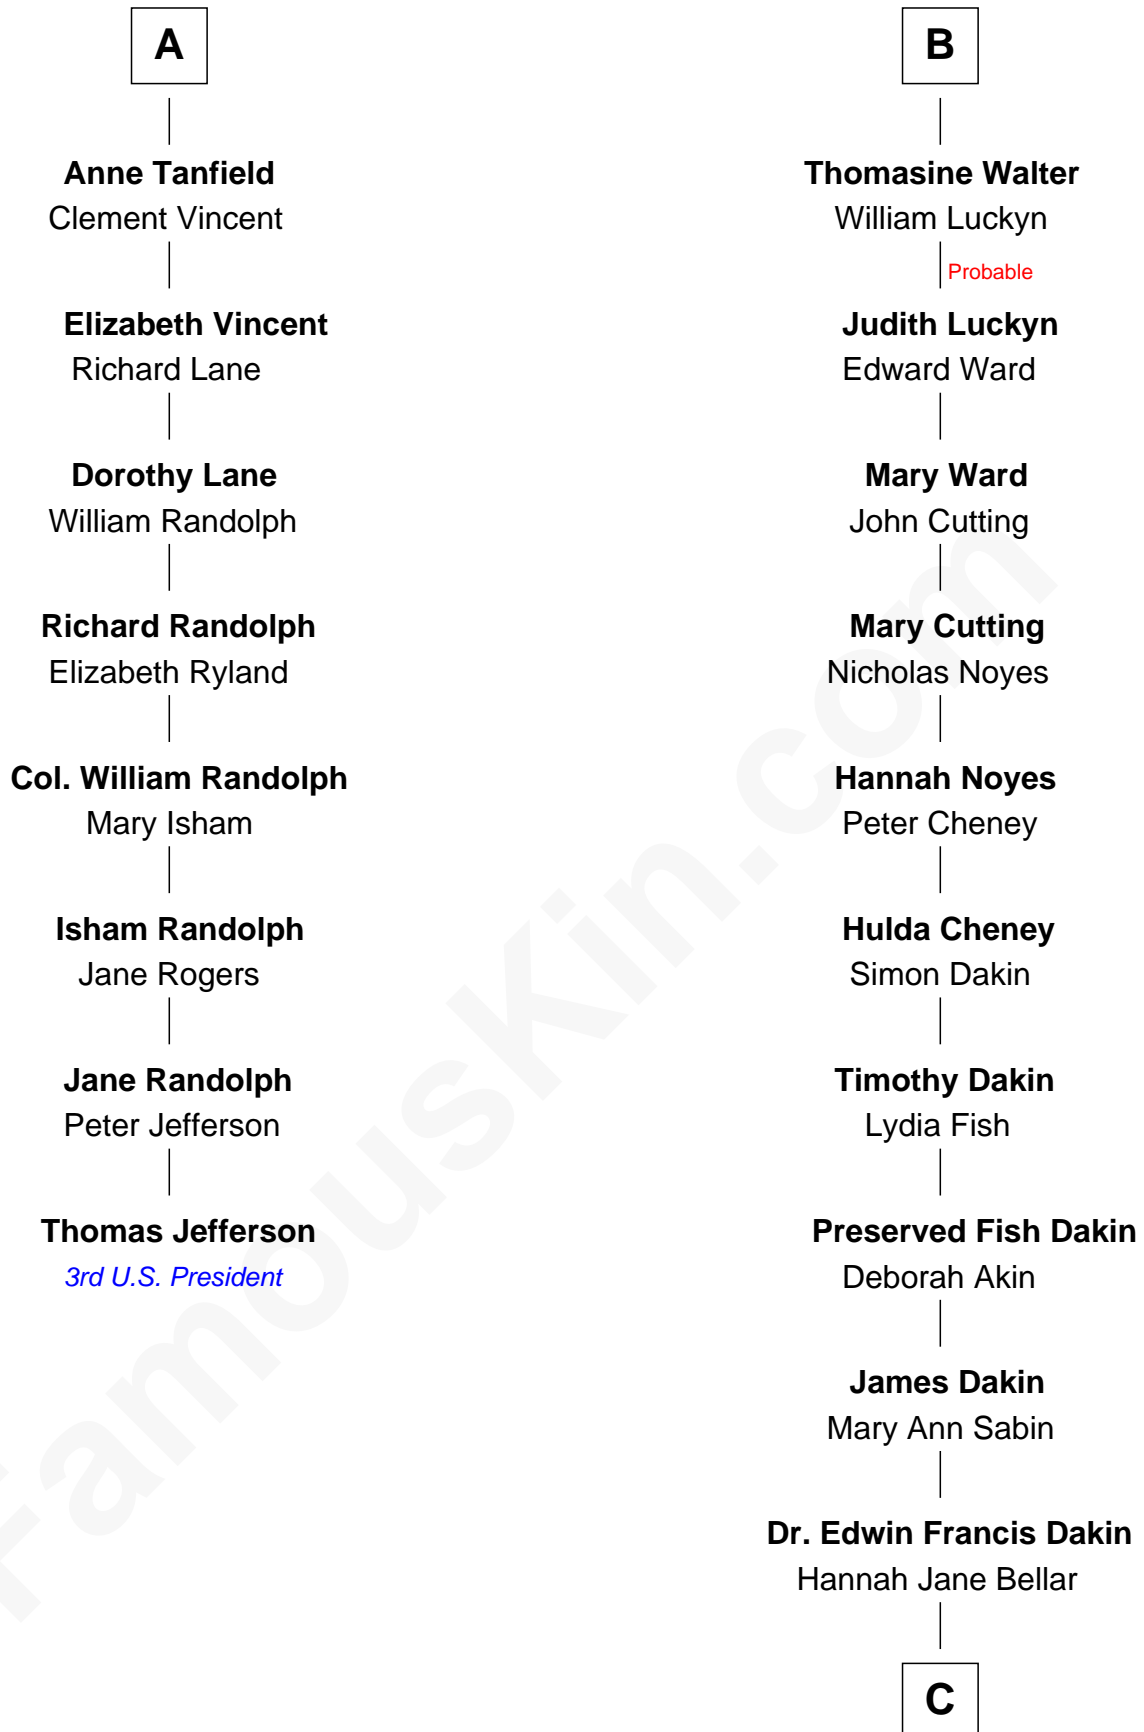 A
Anne Tanfield
Clement Vincent
Elizabeth Vincent
Richard Lane
Dorothy Lane
William Randolph
Richard Randolph
Elizabeth Ryland
Col. William Randolph
Mary Isham
Isham Randolph
Jane Rogers
Jane Randolph
Peter Jefferson
Thomas Jefferson
3rd U.S. President
B
Thomasine Walter
William Luckyn
Probable
Judith Luckyn
Edward Ward
Mary Ward
John Cutting
Mary Cutting
Nicholas Noyes
Hannah Noyes
Peter Cheney
Hulda Cheney
Simon Dakin
Timothy Dakin
Lydia Fish
Preserved Fish Dakin
Deborah Akin
James Dakin
Mary Ann Sabin
Dr. Edwin Francis Dakin
Hannah Jane Bellar
C
FamousKin.com